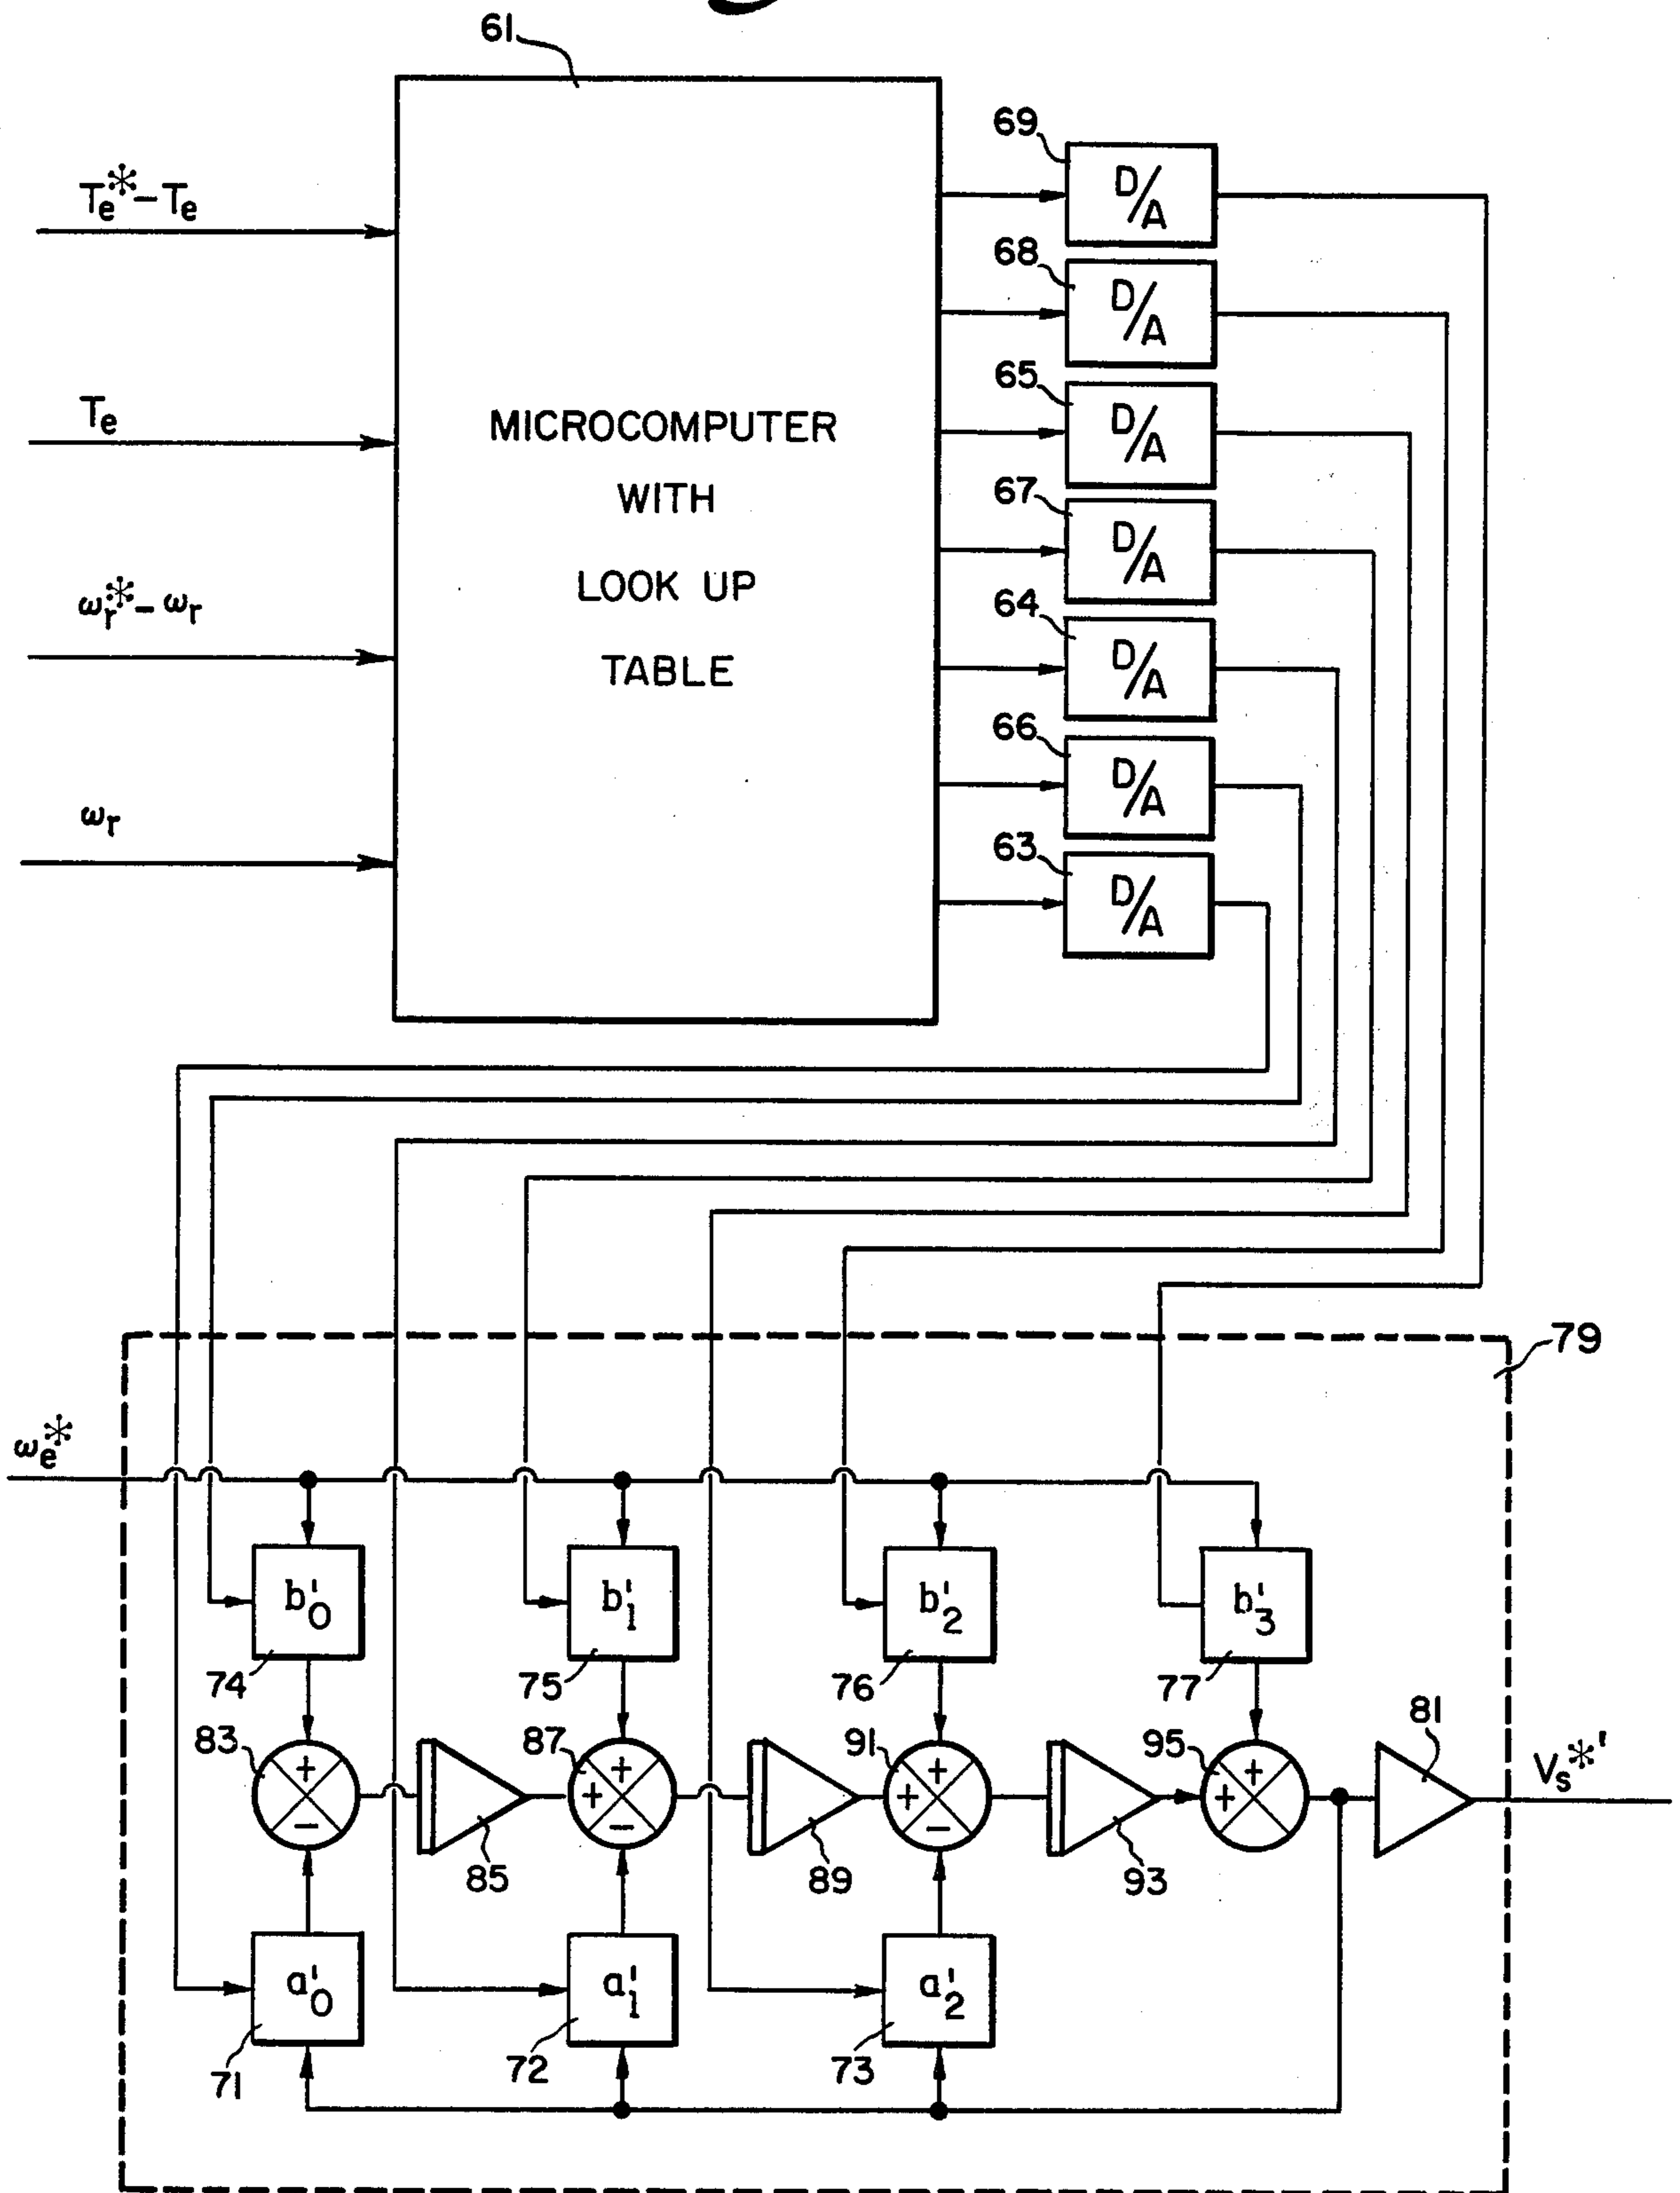 61
Te*-Te
Te
ωr*-ωr
ωr
MICROCOMPUTER
WITH
LOOK UP
TABLE
69
D/A
68
D/A
65
D/A
67
D/A
64
D/A
66
D/A
63
D/A
79
ωe*
b'0
b'1
b'2
b'3
74
75
76
77
83
+
−
85
87
+
+
−
89
91
+
+
−
93
95
+
+
81
Vs*'
a'0
a'1
a'2
71
72
73